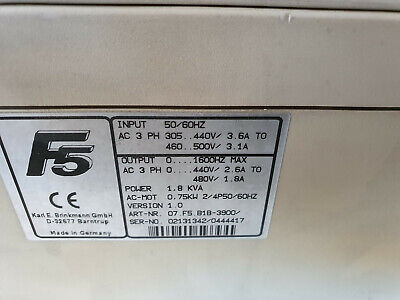 F5
CE
Karl E. Brinkmann GmbH
D-32677 Barntrup
Made in Germany
INPUT 50/60HZ
AC 3 PH 305..440V/ 3.6A TO
460..500V/ 3.1A
OUTPUT 0....1600HZ MAX
AC 3 PH 0...440V/ 2.6A TO
480V/ 1.8A
POWER 1.8 KVA
AC-MOT 0.75KW 2/4P50/60HZ
VERSION 1.0
ART-NR. 07.F5.B1B-3900/
SER-NO. 02131342/0444417